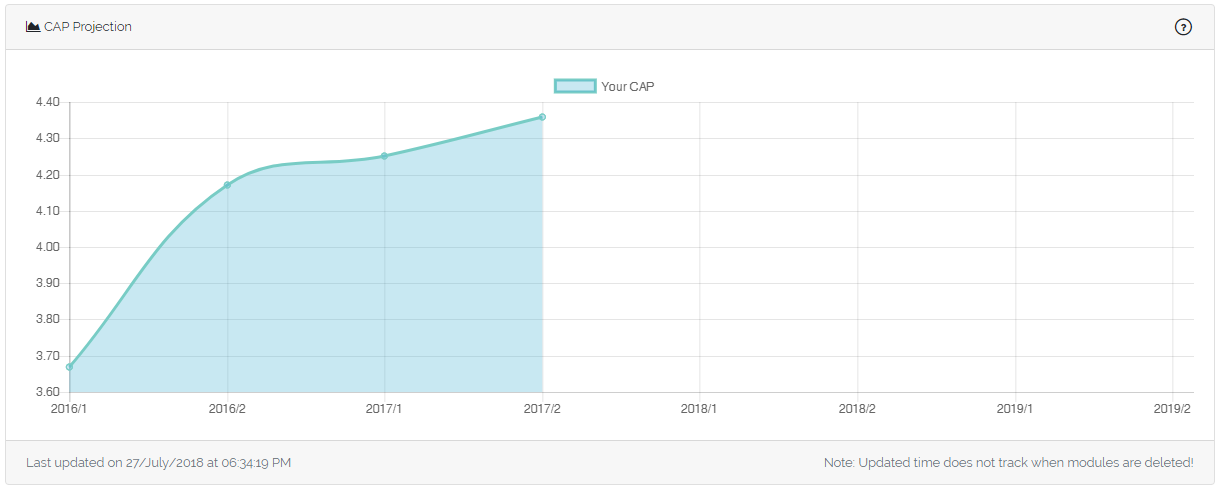 CAP Projection
Your CAP
4.40
4.30
4.20
4.10
4.00
3.90
3.80
3.70
3.60
2016/1 2016/2 2017/1 2017/2 2018/1 2018/2 2019/1 2019/2
Last updated on 27/July/2018 at 06:34:19 PM Note: Updated time does not track when modules are deleted!